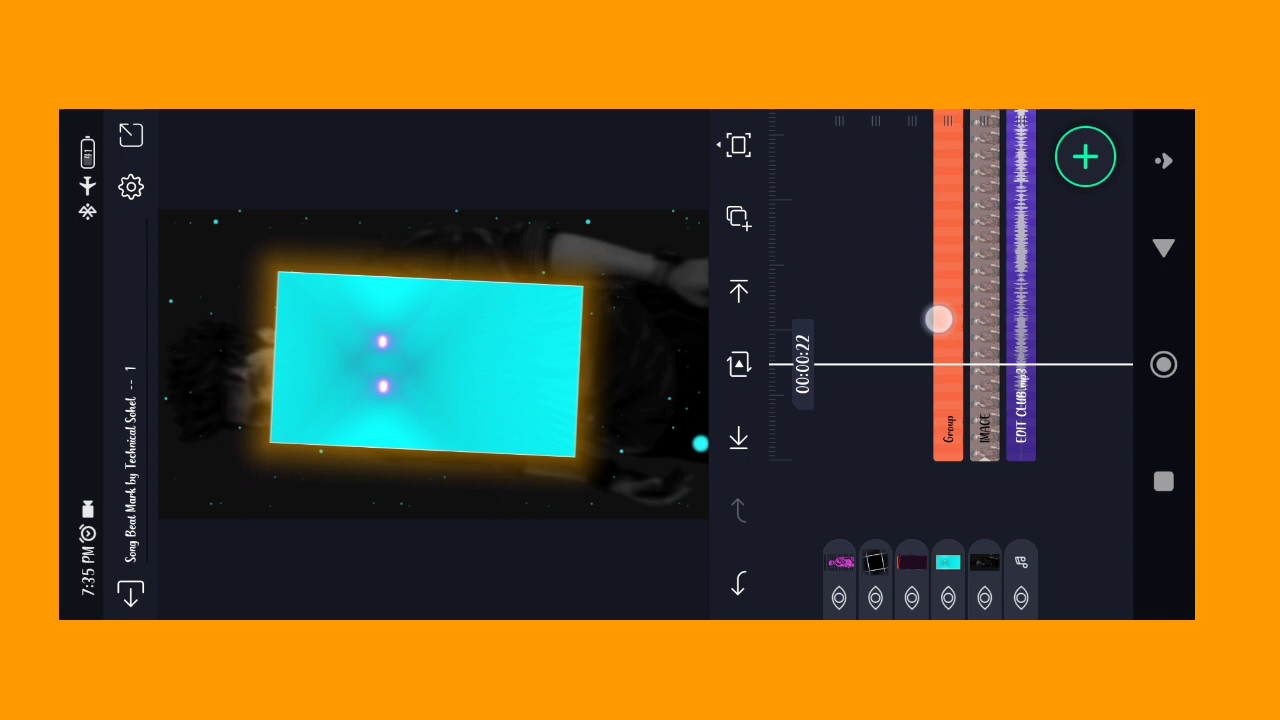 7:35 PM
Song Beat Mark by Technical Sohel -- 1
00:00:22
Group
IMAGE
EDIT CLUB.mp3